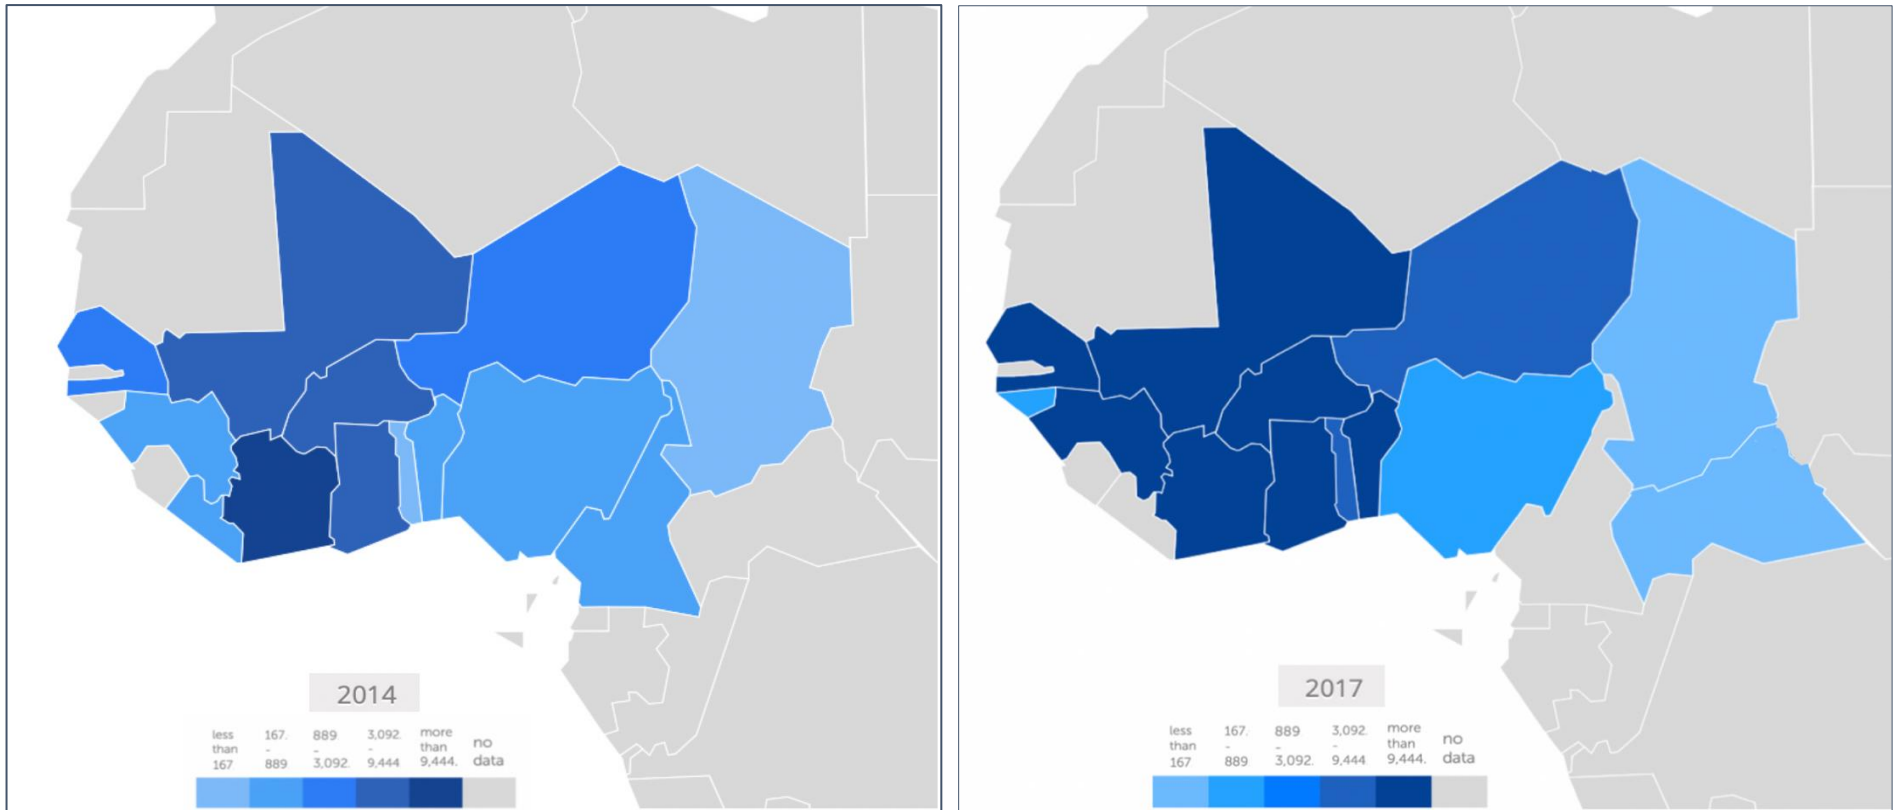 2014
less 167. 889 3,092. more no
than - - - than data
167 889 3,092. 9,444 9,444.
2017
less 167. 889 3,092. more no
than - - - than data
167 889 3,092. 9,444 9,444.